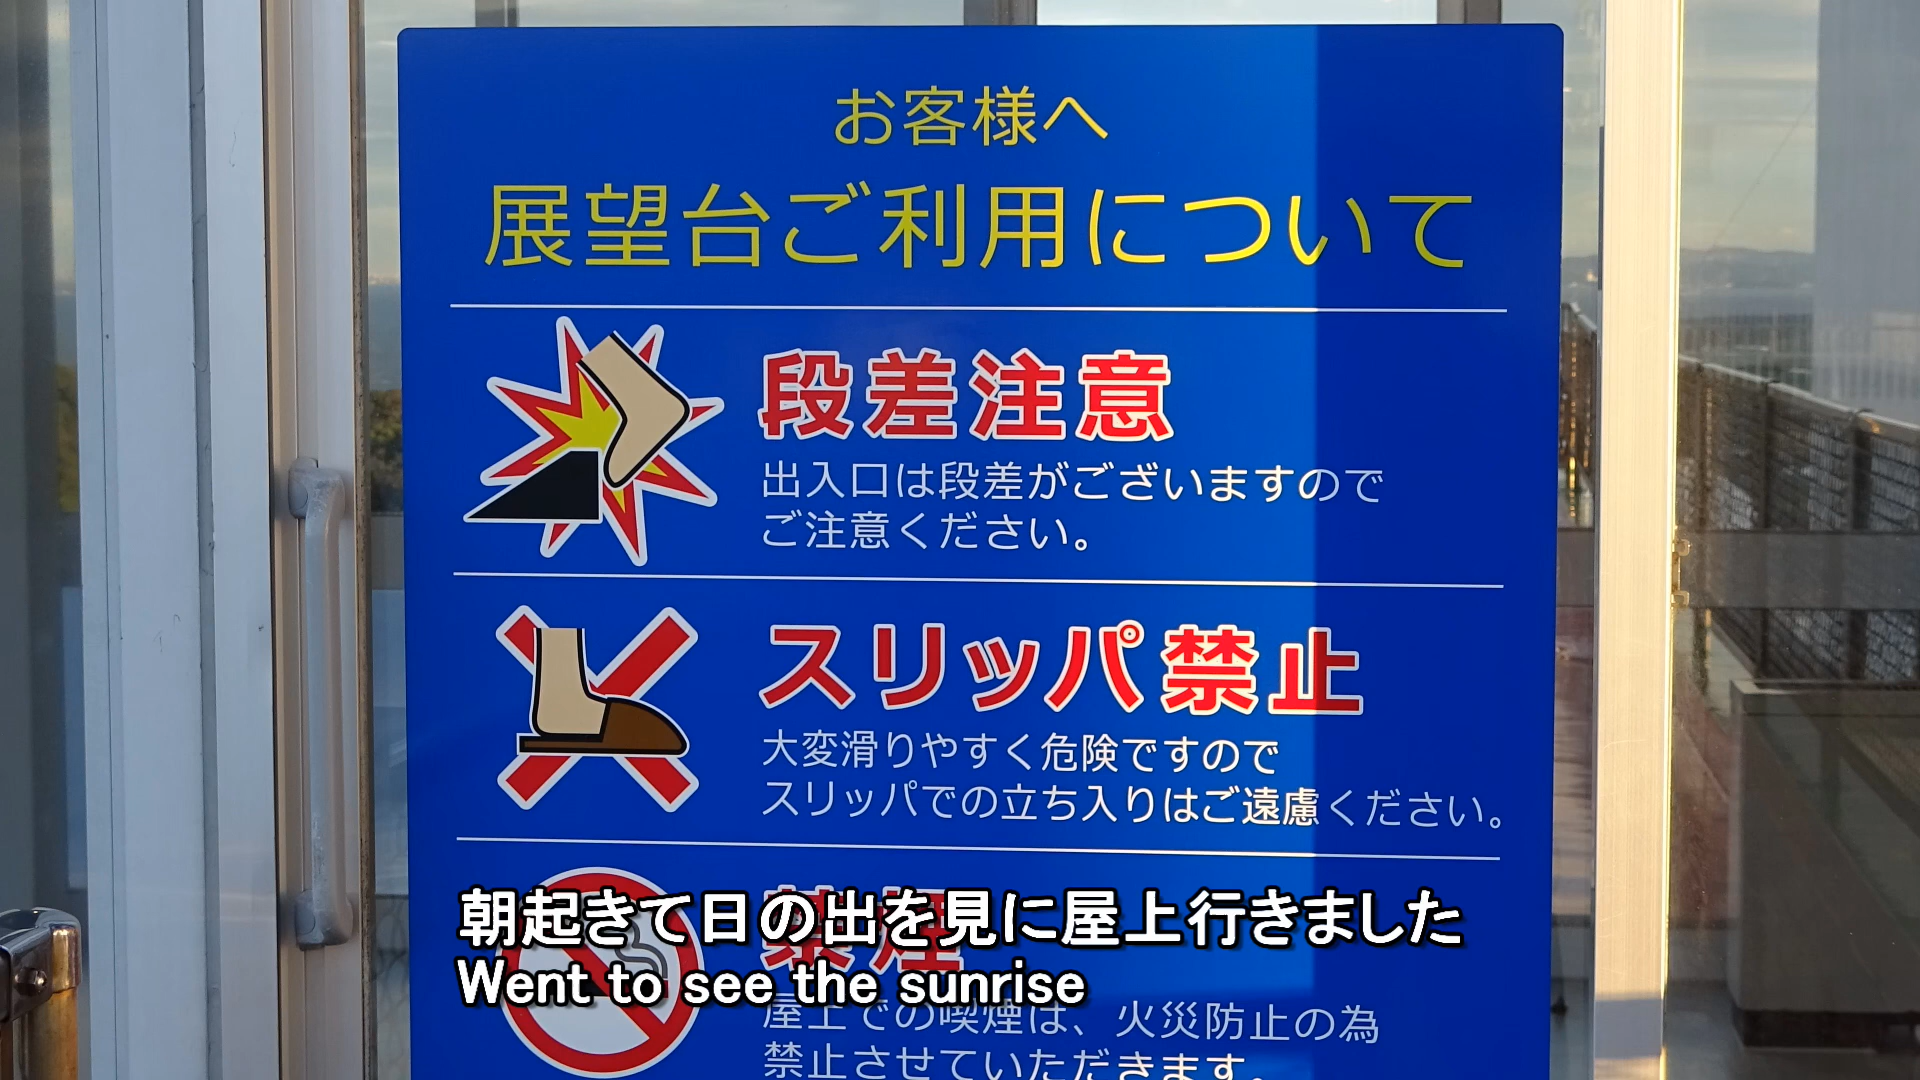 お客様へ
展望台ご利用について
段差注意
出入口は段差がございますので
ご注意ください。
スリッパ禁止
大変滑りやすく危険ですので
スリッパでの立ち入りはご遠慮ください。
禁煙
朝起きて日の出を見に屋上行きました
Went to see the sunrise
屋上での喫煙は、火災防止の為
禁止させていただきます。